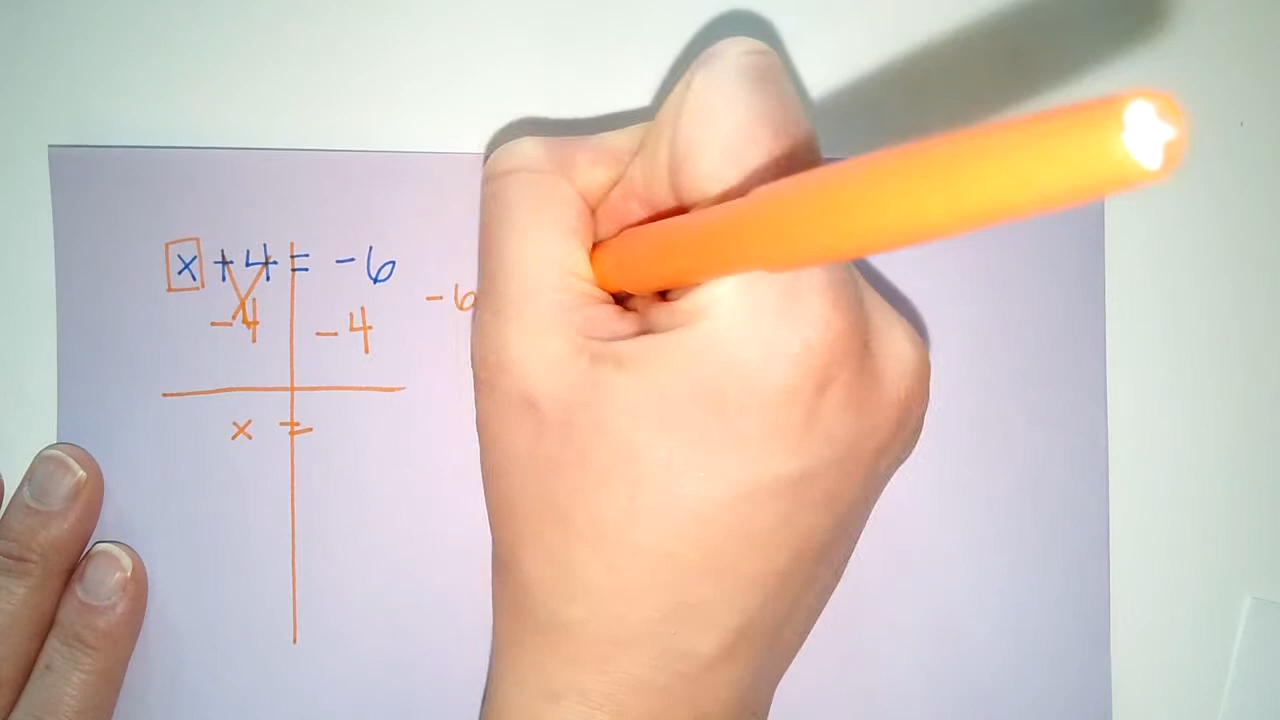 x + 4 = -6
-4 -4 -6
x =